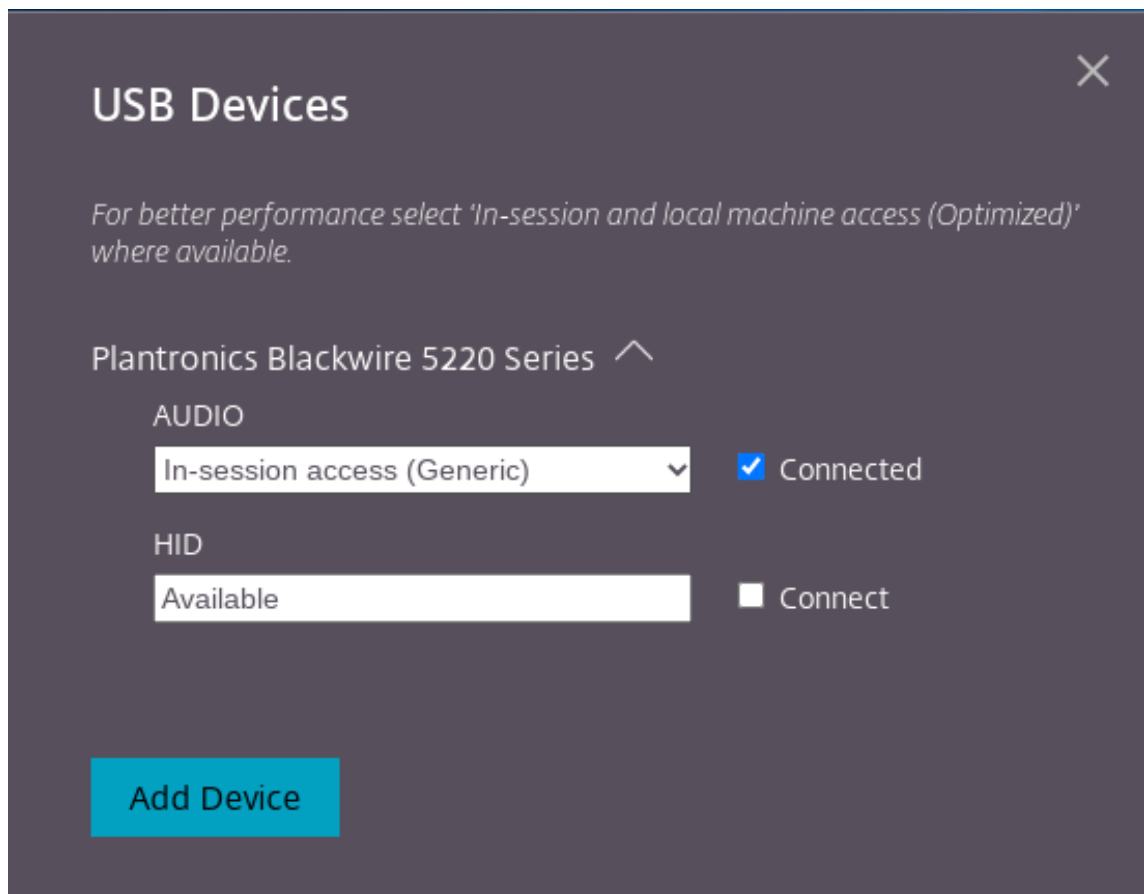 USB Devices
For better performance select 'In-session and local machine access (Optimized)'
where available.
Plantronics Blackwire 5220 Series
AUDIO
In-session access (Generic)
Connected
HID
Available
Connect
Add Device